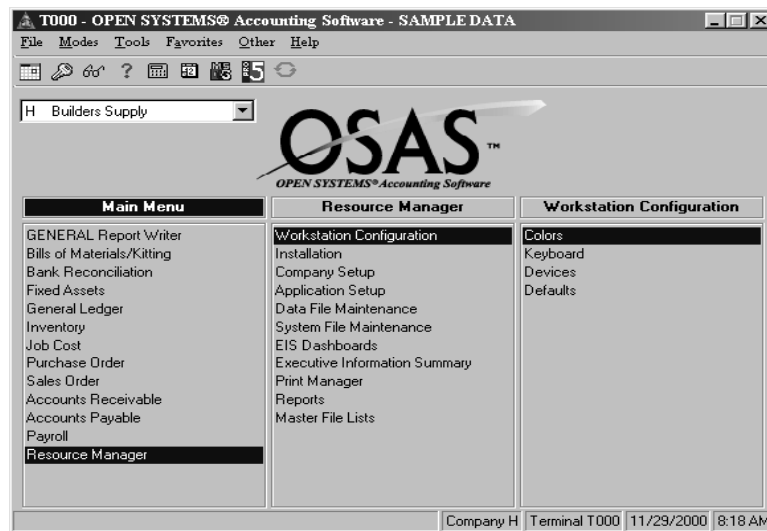 T000 - OPEN SYSTEMS® Accounting Software - SAMPLE DATA
File Modes Tools Favorites Other Help
H Builders Supply
OSAS™
OPEN SYSTEMS® Accounting Software
Main Menu
GENERAL Report Writer
Bills of Materials/Kitting
Bank Reconciliation
Fixed Assets
General Ledger
Inventory
Job Cost
Purchase Order
Sales Order
Accounts Receivable
Accounts Payable
Payroll
Resource Manager
Resource Manager
Workstation Configuration
Installation
Company Setup
Application Setup
Data File Maintenance
System File Maintenance
EIS Dashboards
Executive Information Summary
Print Manager
Reports
Master File Lists
Workstation Configuration
Colors
Keyboard
Devices
Defaults
Company H Terminal T000 11/29/2000 8:18 AM